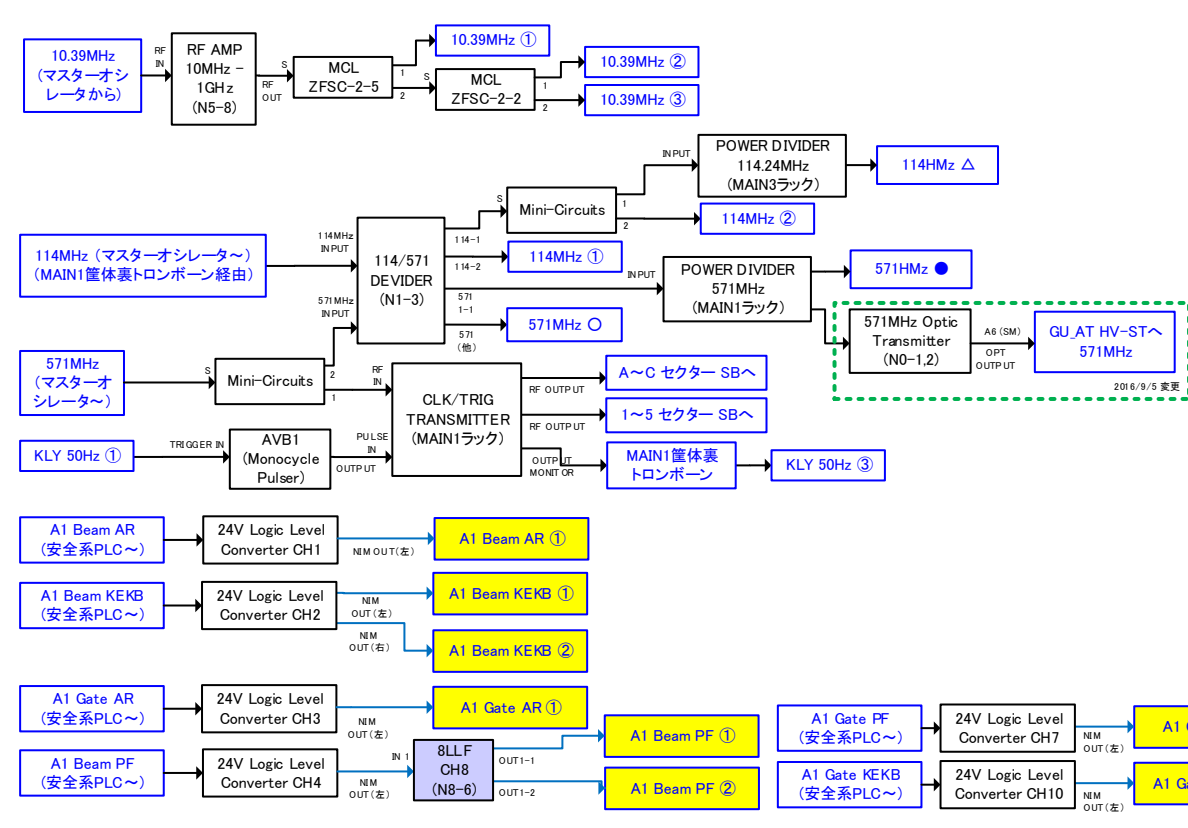 10.39MHz
(マスターオシ
レータから)
RF
IN
RF AMP
10MHz –
1GHz
(N5-8)
RF
OUT
S
MCL
ZFSC-2-5
1
2
10.39MHz ①
S
MCL
ZFSC-2-2
1
2
10.39MHz ②
10.39MHz ③
114MHz (マスターオシレータ～)
(MAIN1筐体裏トロンボーン経由)
114MHz
INPUT
571MHz
INPUT
114/571
DEVIDER
(N1-3)
114-1
114-2
571
1-1
571
(他)
S
Mini-Circuits
1
2
INPUT
POWER DIVIDER
114.24MHz
(MAIN3ラック)
114HMz △
114MHz ②
114MHz ①
INPUT
POWER DIVIDER
571MHz
(MAIN1ラック)
571HMz ●
571MHz ○
571MHz Optic
Transmitter
(N0-1,2)
A6 (SM)
OPT
OUTPUT
GU_AT HV-STへ
571MHz
2016/9/5 変更
571MHz
(マスターオ
シレータ～)
S
Mini-Circuits
2
1
RF
IN
CLK/TRIG
TRANSMITTER
(MAIN1ラック)
RF OUTPUT
A～C セクター SBへ
RF OUTPUT
1～5 セクター SBへ
OUTPUT
MONITOR
MAIN1筐体裏
トロンボーン
KLY 50Hz ③
KLY 50Hz ①
TRIGGER IN
AVB1
(Monocycle
Pulser)
OUTPUT
PULSE
IN
A1 Beam AR
(安全系PLC～)
24V Logic Level
Converter CH1
NIM OUT(左)
A1 Beam AR ①
A1 Beam KEKB
(安全系PLC～)
24V Logic Level
Converter CH2
NIM
OUT(左)
NIM
OUT(右)
A1 Beam KEKB ①
A1 Beam KEKB ②
A1 Gate AR
(安全系PLC～)
24V Logic Level
Converter CH3
NIM
OUT(左)
A1 Gate AR ①
A1 Beam PF
(安全系PLC～)
24V Logic Level
Converter CH4
NIM
OUT(左)
IN 1
8LLF
CH8
(N8-6)
OUT1-1
OUT1-2
A1 Beam PF ①
A1 Beam PF ②
A1 Gate PF
(安全系PLC～)
24V Logic Level
Converter CH7
NIM
OUT(左)
A1
A1 Gate KEKB
(安全系PLC～)
24V Logic Level
Converter CH10
NIM
OUT(左)
A1